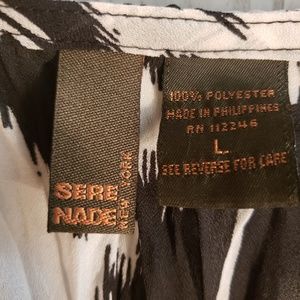 SERE
NADE
NEW YORK
100% POLYESTER
MADE IN PHILIPPINES
RN 112246
L
SEE REVERSE FOR CARE